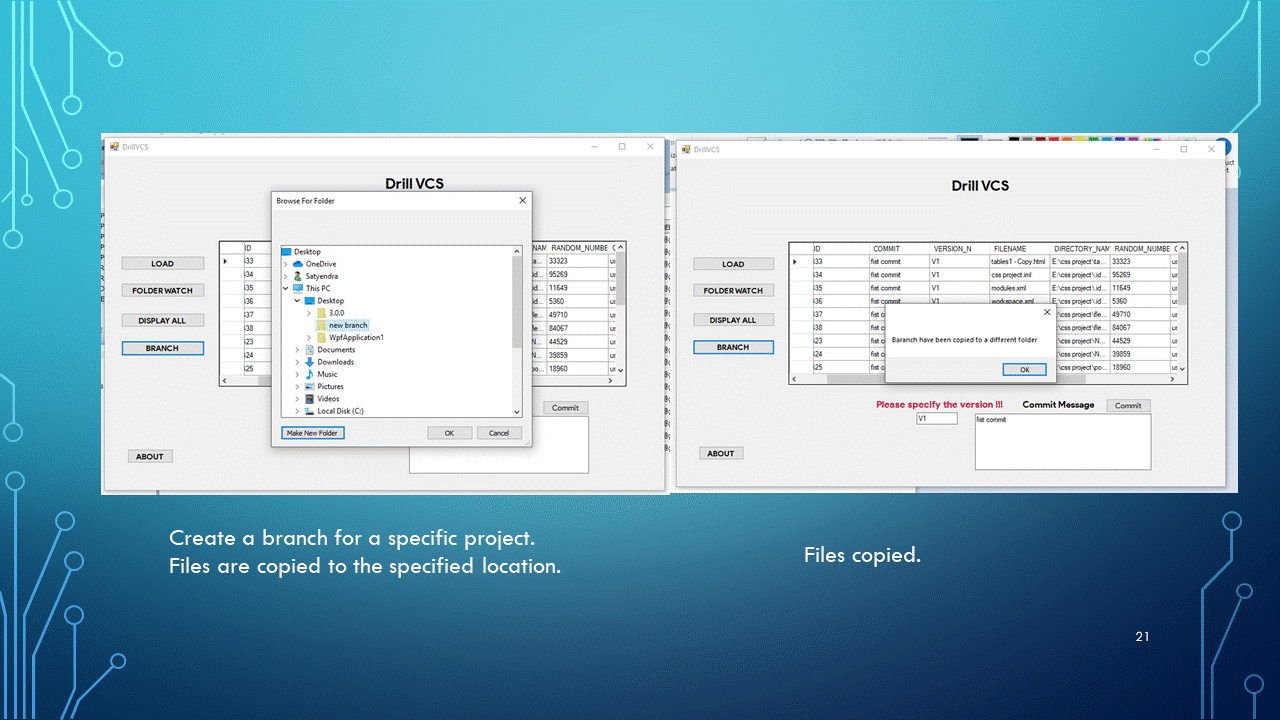 DrillVCS
Drill VCS
Browse For Folder
Desktop
OneDrive
Satyendra
This PC
Desktop
3.0.0
new branch
WpfApplication1
Documents
Downloads
Music
Pictures
Videos
Local Disk (C:)
Make New Folder OK Cancel
LOAD
FOLDER WATCH
DISPLAY ALL
BRANCH
ABOUT
ID RANDOM_NUMBE
33 33323
34 95269
35 11649
36 5360
37 49710
38 84067
23 44529
24 39859
25 18960
Commit
DrillVCS
Drill VCS
LOAD
FOLDER WATCH
DISPLAY ALL
BRANCH
ABOUT
ID COMMIT VERSION_N FILENAME DIRECTORY_NAM RANDOM_NUMBE
33 fist commit V1 tables1 - Copy.html E:\css project\ta... 33323
34 fist commit V1 css project.iml E:\css project\.id... 95269
35 fist commit V1 modules.xml E:\css project\.id... 11649
36 fist commit V1 workspace.xml E:\css project\.id... 5360
37 E:\css project\fle... 49710
38 E:\css project\fle... 84067
23 E:\css project\N... 44529
24 E:\css project\N... 39859
25 E:\css project\po... 18960
Baranch have been copied to a different folder
OK
Please specify the version !!! Commit Message Commit
V1 fist commit
Create a branch for a specific project.
Files are copied to the specified location.
Files copied.
21